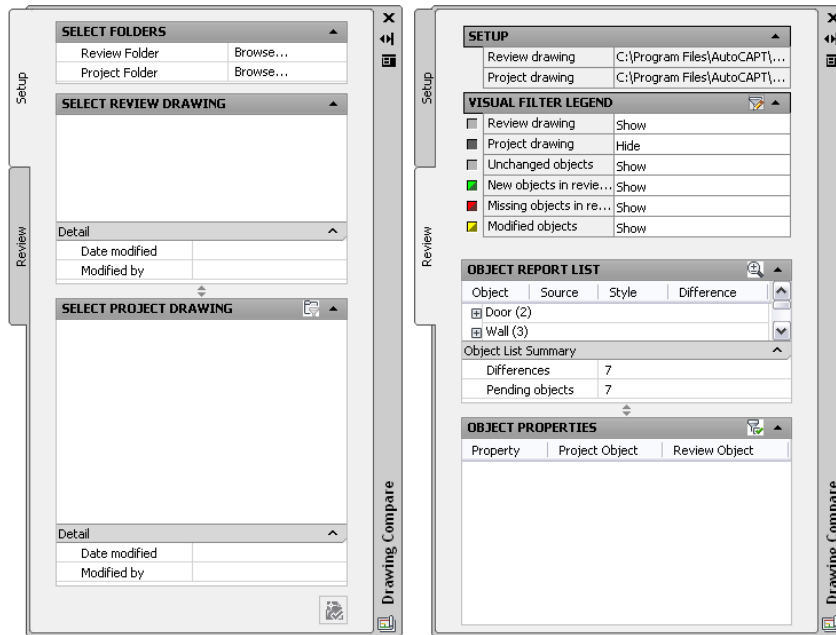 Setup
Review
SELECT FOLDERS
Review Folder Browse...
Project Folder Browse...
SELECT REVIEW DRAWING
Detail
Date modified
Modified by
SELECT PROJECT DRAWING
Detail
Date modified
Modified by
Drawing Compare
Setup
Review
SETUP
Review drawing C:\Program Files\AutoCAPT\...
Project drawing C:\Program Files\AutoCAPT\...
VISUAL FILTER LEGEND
Review drawing Show
Project drawing Hide
Unchanged objects Show
New objects in revie... Show
Missing objects in re... Show
Modified objects Show
OBJECT REPORT LIST
Object Source Style Difference
Door (2)
Wall (3)
Object List Summary
Differences 7
Pending objects 7
OBJECT PROPERTIES
Property Project Object Review Object
Drawing Compare